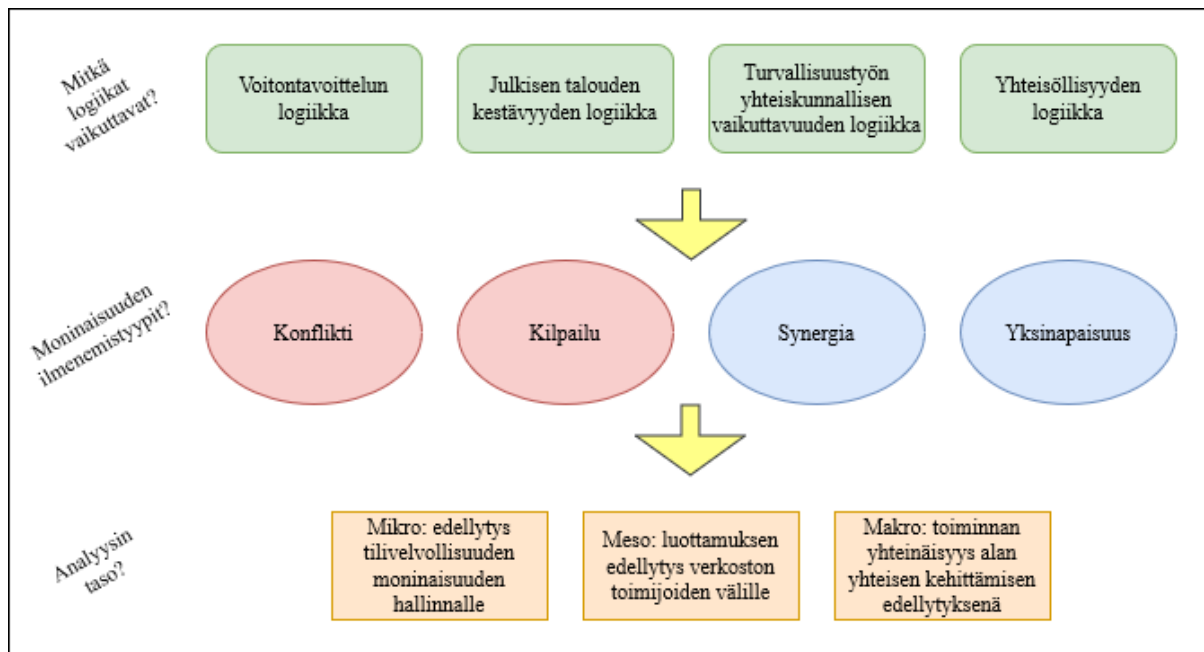 Mitkä
logiikat
vaikuttavat?
Voitontavoittelun
logiikka
Julkisen talouden
kestävyyden logiikka
Turvallisuustyön
yhteiskunnallisen
vaikuttavuuden logiikka
Yhteisöllisyyden
logiikka
Moninaisuuden
ilmenemistyypit?
Konflikti
Kilpailu
Synergia
Yksinapaisuus
Analyysin
taso?
Mikro: edellytys
tilivelvollisuuden
moninaisuuden
hallinnalle
Meso: luottamuksen
edellytys verkoston
toimijoiden välille
Makro: toiminnan
yhteinäisyys alan
yhteisen kehittämisen
edellytyksenä